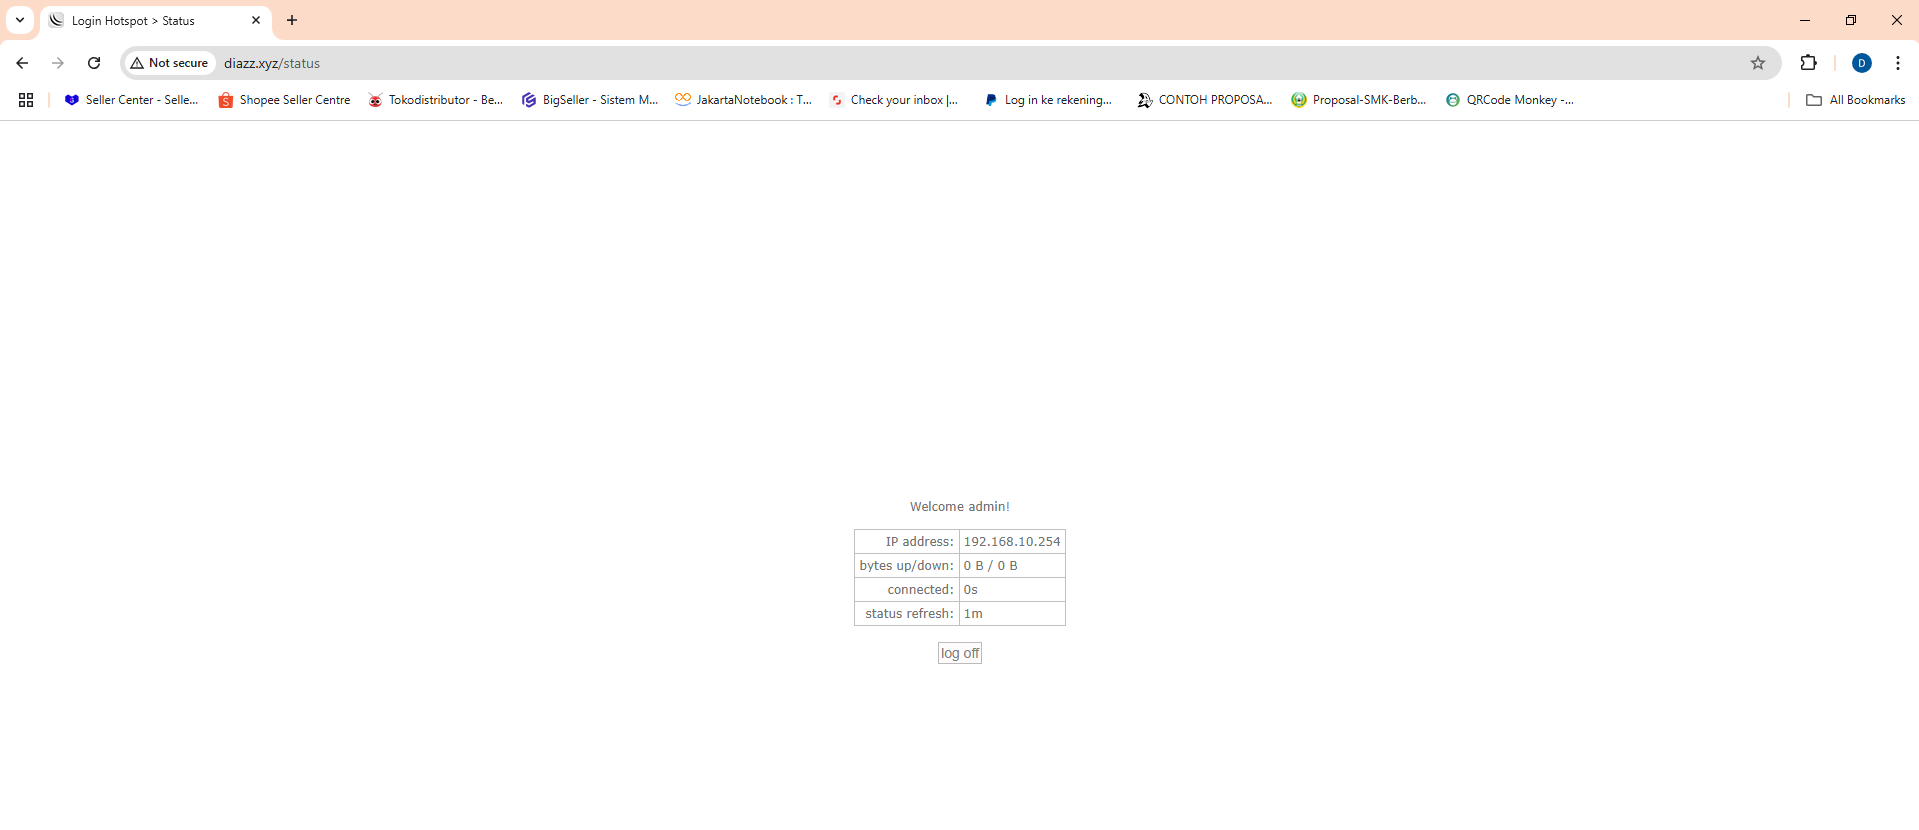 Login Hotspot > Status
Not secure
diazz.xyz/status
D
Seller Center - Selle...
Shopee Seller Centre
Tokodistributor - Be...
BigSeller - Sistem M...
JakartaNotebook : T...
Check your inbox |...
Log in ke rekening...
CONTOH PROPOSA...
Proposal-SMK-Berb...
QRCode Monkey -...
All Bookmarks
Welcome admin!
IP address: 192.168.10.254
bytes up/down: 0 B / 0 B
connected: 0s
status refresh: 1m
log off